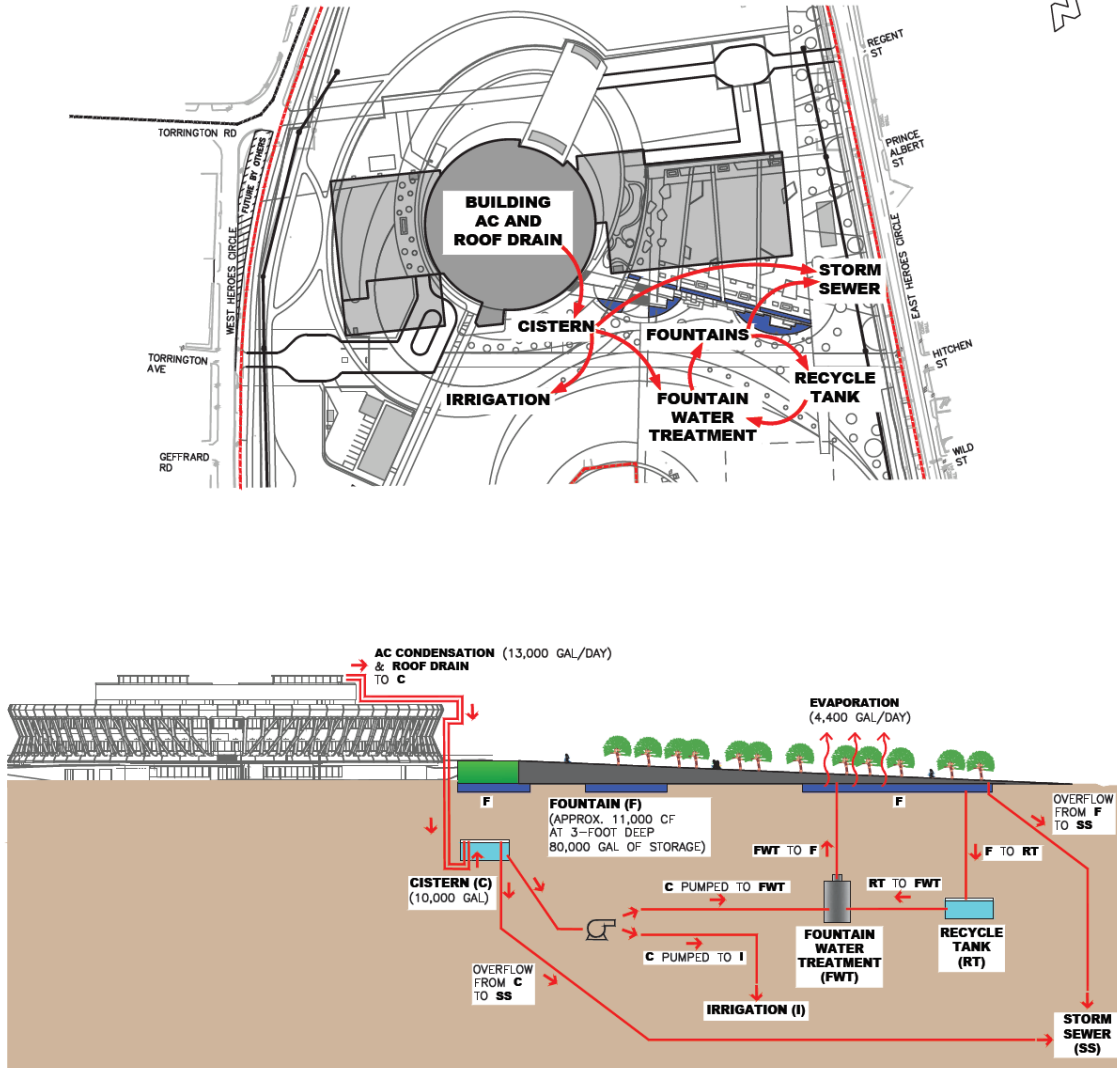 REGENT
ST
TORRINGTON RD
FUTURE BY OTHERS
PRINCE
ALBERT
ST
BUILDING
AC AND
ROOF DRAIN
WEST HEROES CIRCLE
EAST HEROES CIRCLE
STORM
SEWER
CISTERN
FOUNTAINS
TORRINGTON
AVE
HITCHEN
ST
IRRIGATION
FOUNTAIN
WATER
TREATMENT
RECYCLE
TANK
GEFFRARD
RD
WILD
ST
AC CONDENSATION (13,000 GAL/DAY)
& ROOF DRAIN
TO C
EVAPORATION
(4,400 GAL/DAY)
F
FOUNTAIN (F)
(APPROX. 11,000 CF
AT 3-FOOT DEEP
80,000 GAL OF STORAGE)
F
OVERFLOW
FROM F
TO SS
FWT TO F
F TO RT
CISTERN (C)
(10,000 GAL)
C PUMPED TO FWT
RT TO FWT
FOUNTAIN
WATER
TREATMENT
(FWT)
RECYCLE
TANK
(RT)
C PUMPED TO I
OVERFLOW
FROM C
TO SS
IRRIGATION (I)
STORM
SEWER
(SS)